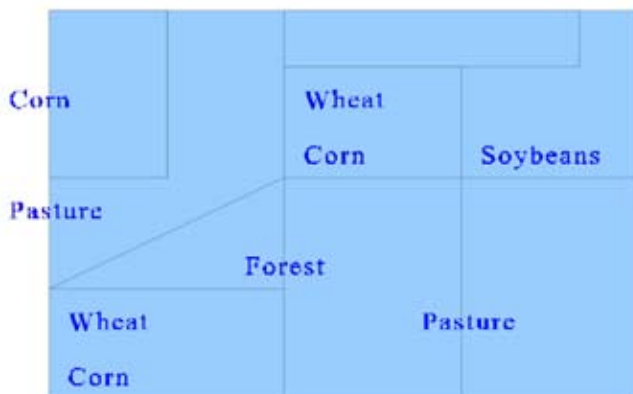 Corn
Wheat
Corn
Soybeans
Pasture
Forest
Wheat
Corn
Pasture